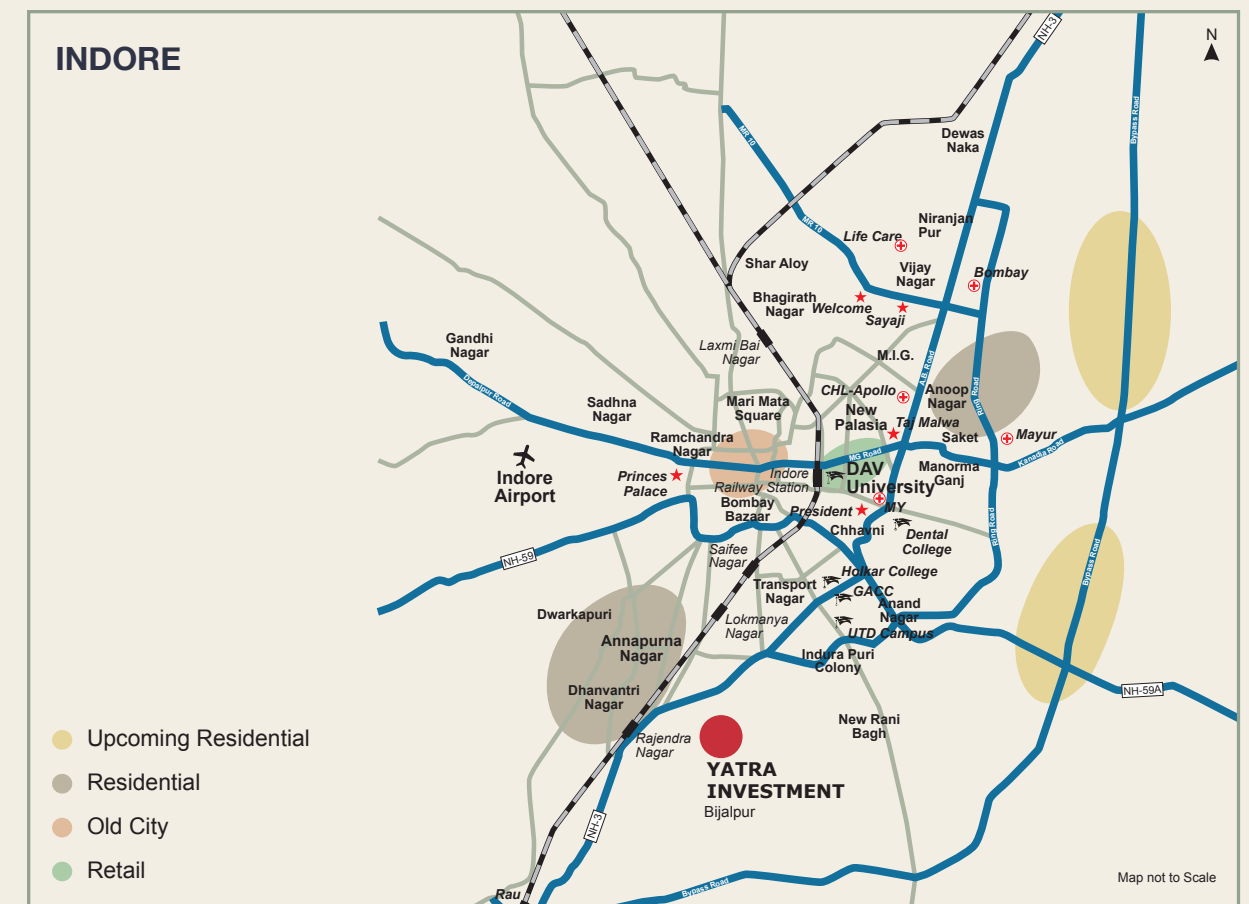 INDORE
N
NH-3
Bypass Road
MR 10
Dewas
Naka
MR 10
Niranjan
Pur
Life Care
Shar Aloy
Vijay
Nagar
Bombay
Bhagirath
Nagar
Welcome
Sayaji
Gandhi
Nagar
Laxmi Bai
Nagar
M.I.G.
A.B. Road
Depalpur Road
CHL-Apollo
Anoop
Nagar
Ring Road
Sadhna
Nagar
Mari Mata
Square
New
Palasia
Taj Malwa
Saket
Mayur
Kanadia Road
Ramchandra
Nagar
MG Road
Indore
Airport
Princes
Palace
Indore
Railway Station
DAV
University
Manorma
Ganj
Bombay
Bazaar
President
MY
Chhavni
Dental
College
Ring Road
Bypass Road
NH-59
Saifee
Nagar
Transport
Nagar
Holkar College
GACC
Anand
Nagar
Dwarkapuri
Lokmanya
Nagar
UTD Campus
Annapurna
Nagar
Indura Puri
Colony
Dhanvantri
Nagar
NH-59A
New Rani
Bagh
Rajendra
Nagar
YATRA
INVESTMENT
Bijalpur
Upcoming Residential
Residential
Old City
Retail
NH-3
Rau
Bypass Road
Map not to Scale